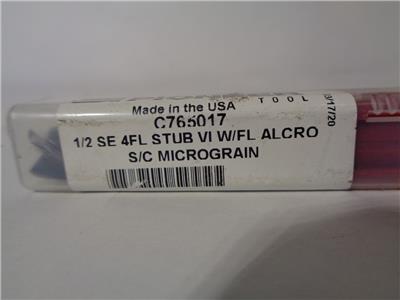 TOOL
Made in the USA
C765017
1/2 SE 4FL STUB VI W/FL ALCRO
S/C MICROGRAIN